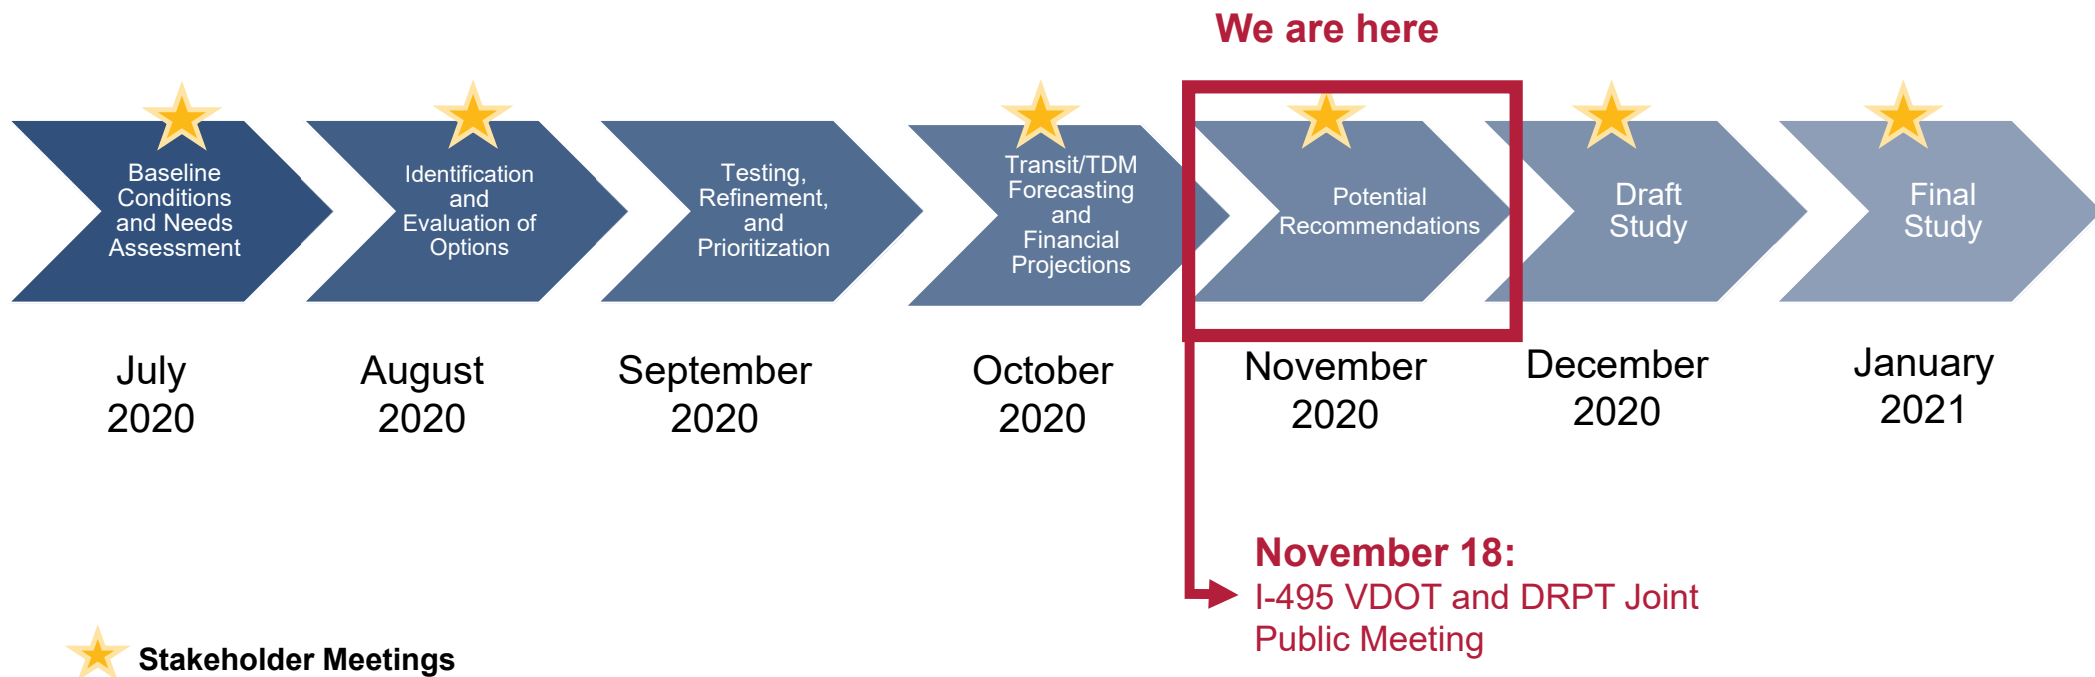 We are here
Baseline
Conditions
and Needs
Assessment
Identification
and
Evaluation of
Options
Testing,
Refinement,
and
Prioritization
Transit/TDM
Forecasting
and
Financial
Projections
Potential
Recommendations
Draft
Study
Final
Study
July
2020
August
2020
September
2020
October
2020
November
2020
December
2020
January
2021
November 18:
I-495 VDOT and DRPT Joint
Public Meeting
Stakeholder Meetings